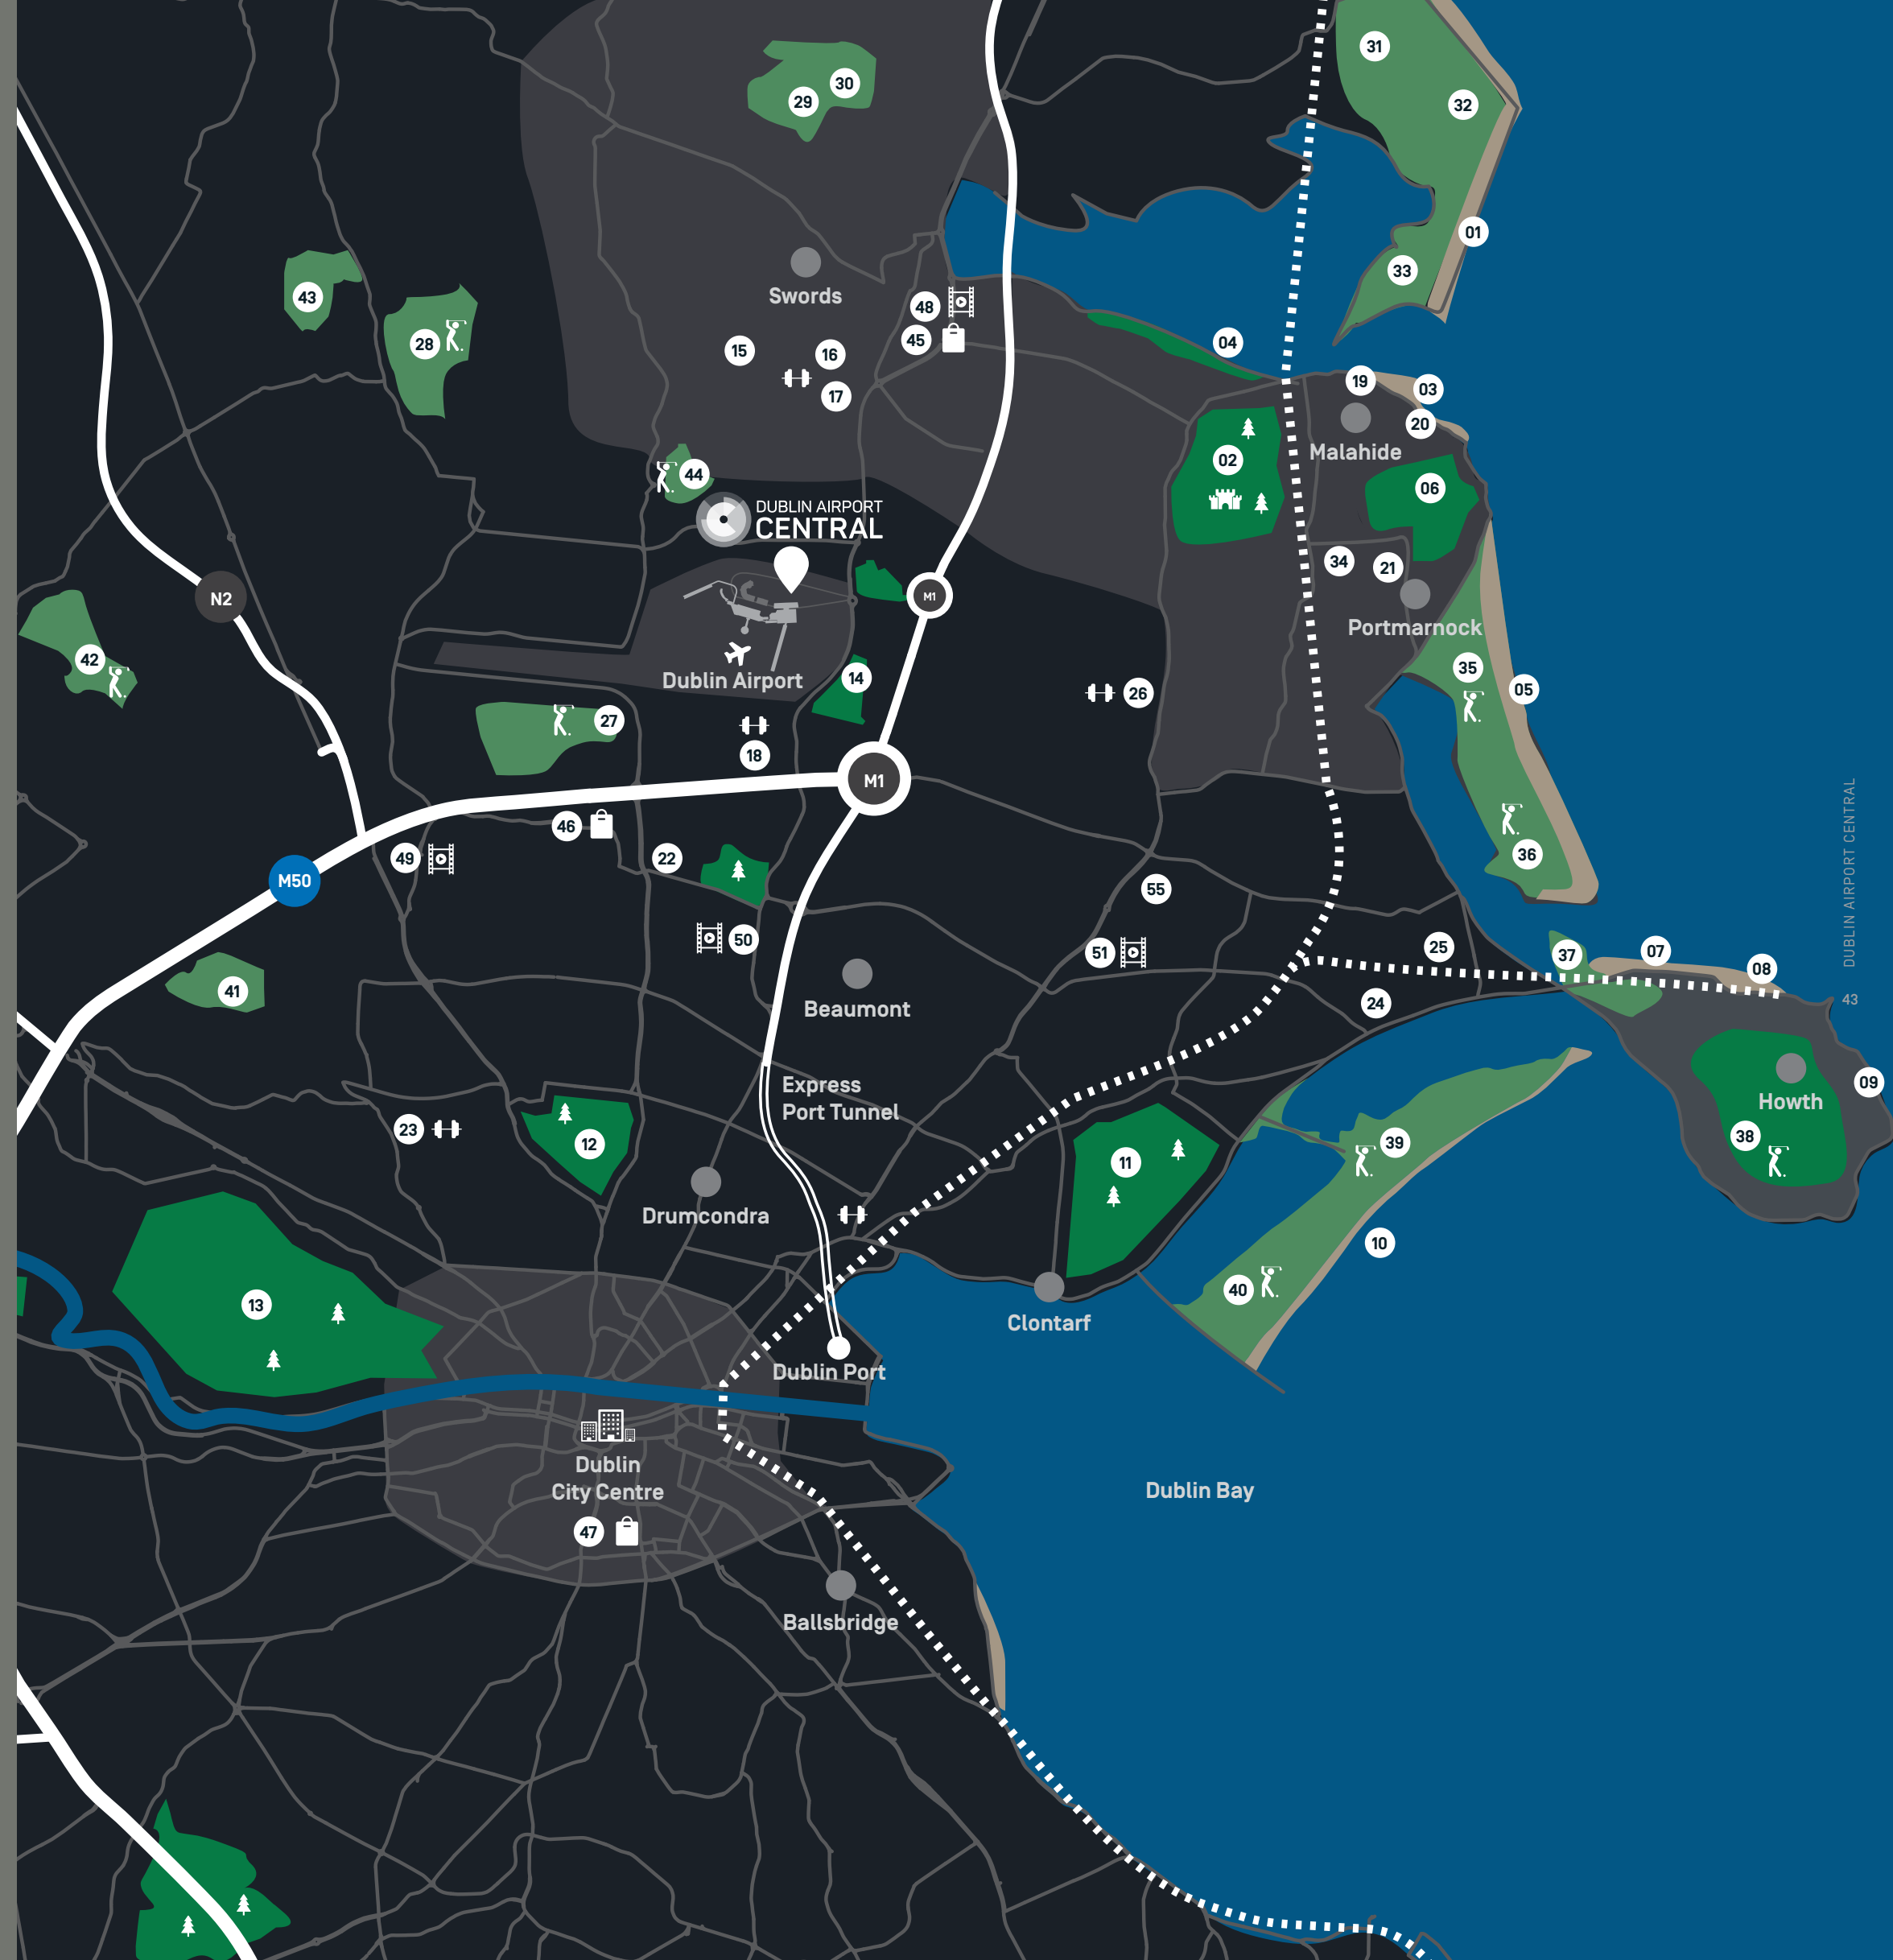 31
30
29
32
01
33
43
Swords
48
28
45
04
15
16
17
19
03
20
Malahide
02
44
06
DUBLIN AIRPORT
CENTRAL
34
21
N2
M1
Portmarnock
42
35
14
Dublin Airport
05
26
27
18
M1
46
36
49
22
M50
55
50
25
51
37
07
08
DUBLIN AIRPORT CENTRAL
43
41
24
Beaumont
Express
Port Tunnel
Howth
09
23
12
38
39
11
Drumcondra
10
40
13
Clontarf
Dublin Port
Dublin
City Centre
Dublin Bay
47
Ballsbridge